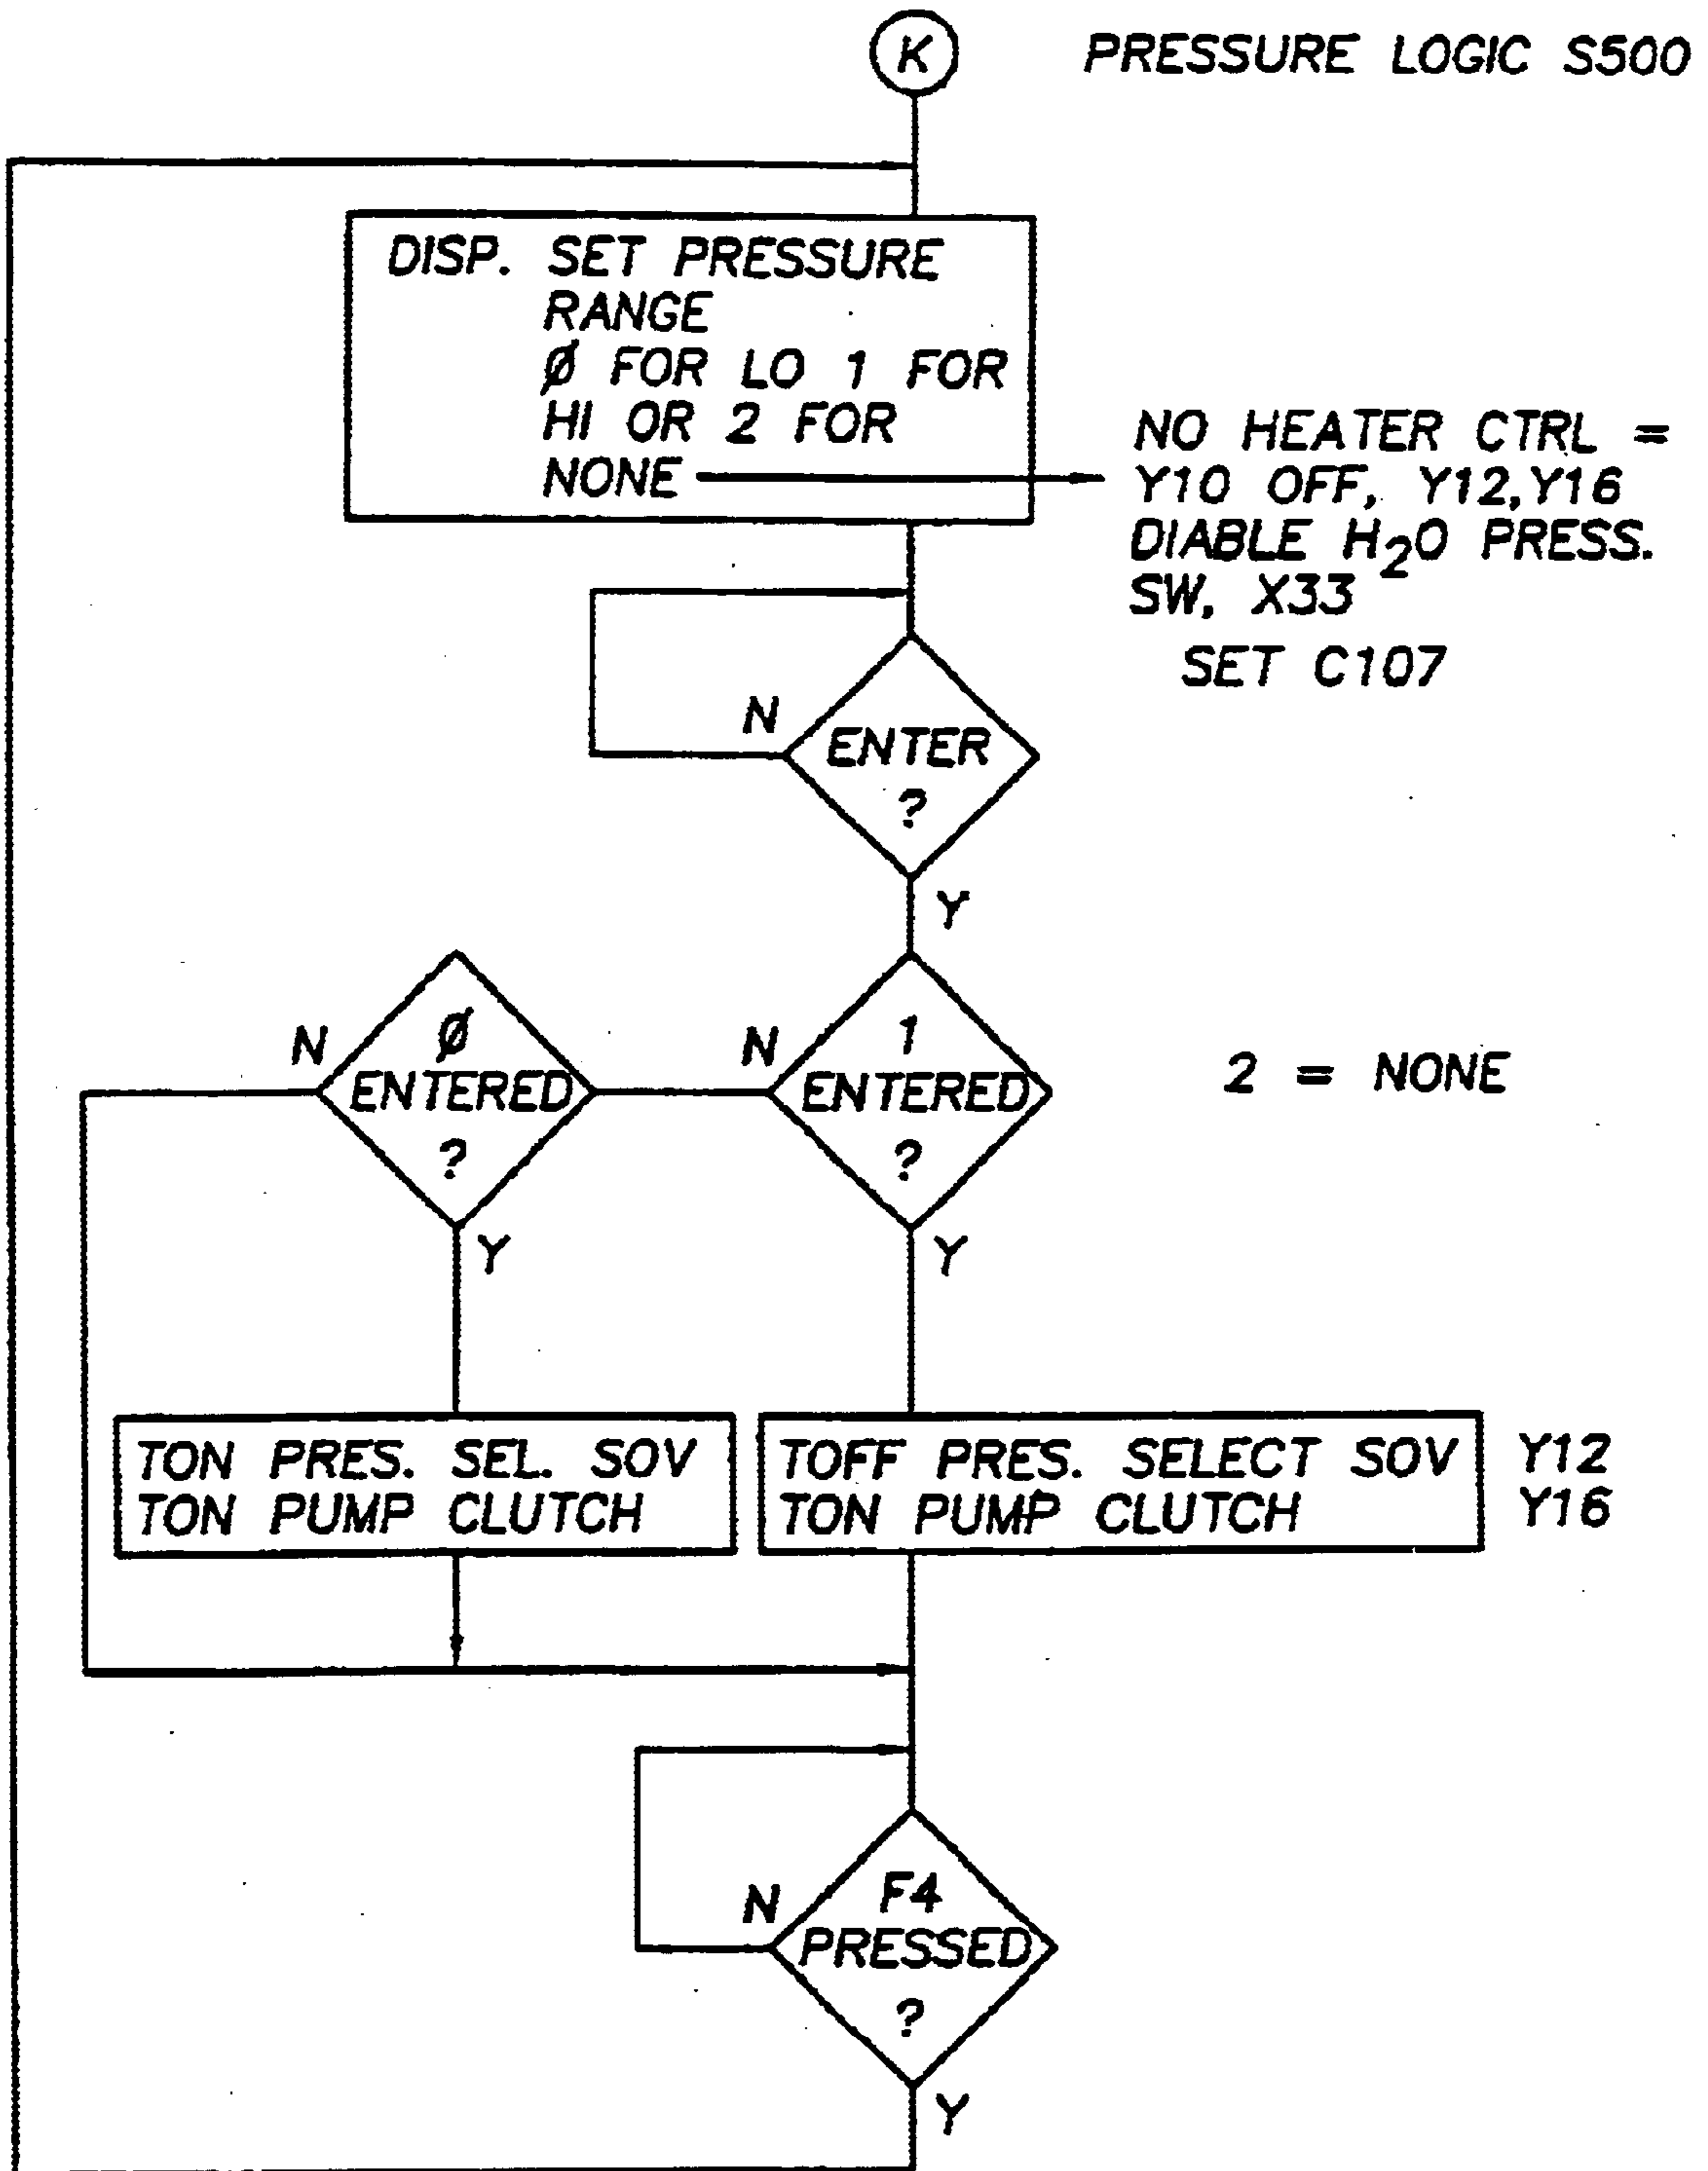 K
PRESSURE LOGIC S500
DISP. SET PRESSURE
RANGE
Ø FOR LO 1 FOR
HI OR 2 FOR
NONE
NO HEATER CTRL =
Y10 OFF, Y12,Y16
DIABLE H₂O PRESS.
SW, X33
SET C107
N
ENTER
?
Y
N
Ø
ENTERED
?
Y
N
1
ENTERED
?
Y
2 = NONE
TON PRES. SEL. SOV
TON PUMP CLUTCH
TOFF PRES. SELECT SOV
TON PUMP CLUTCH
Y12
Y16
N
F4
PRESSED
?
Y